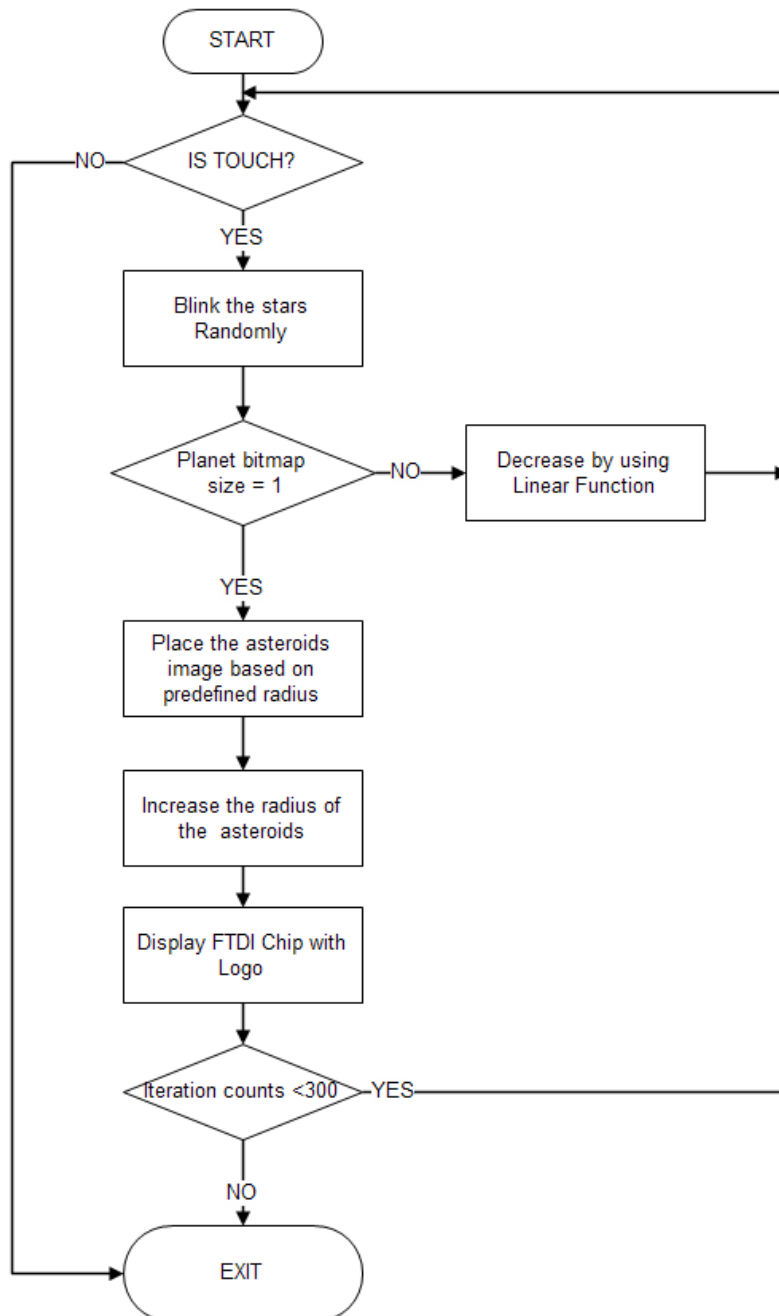 START
NO
IS TOUCH?
YES
Blink the stars
Randomly
Planet bitmap
size = 1
NO
Decrease by using
Linear Function
YES
Place the asteroids
image based on
predefined radius
Increase the radius of
the asteroids
Display FTDI Chip with
Logo
Iteration counts <300
YES
NO
EXIT